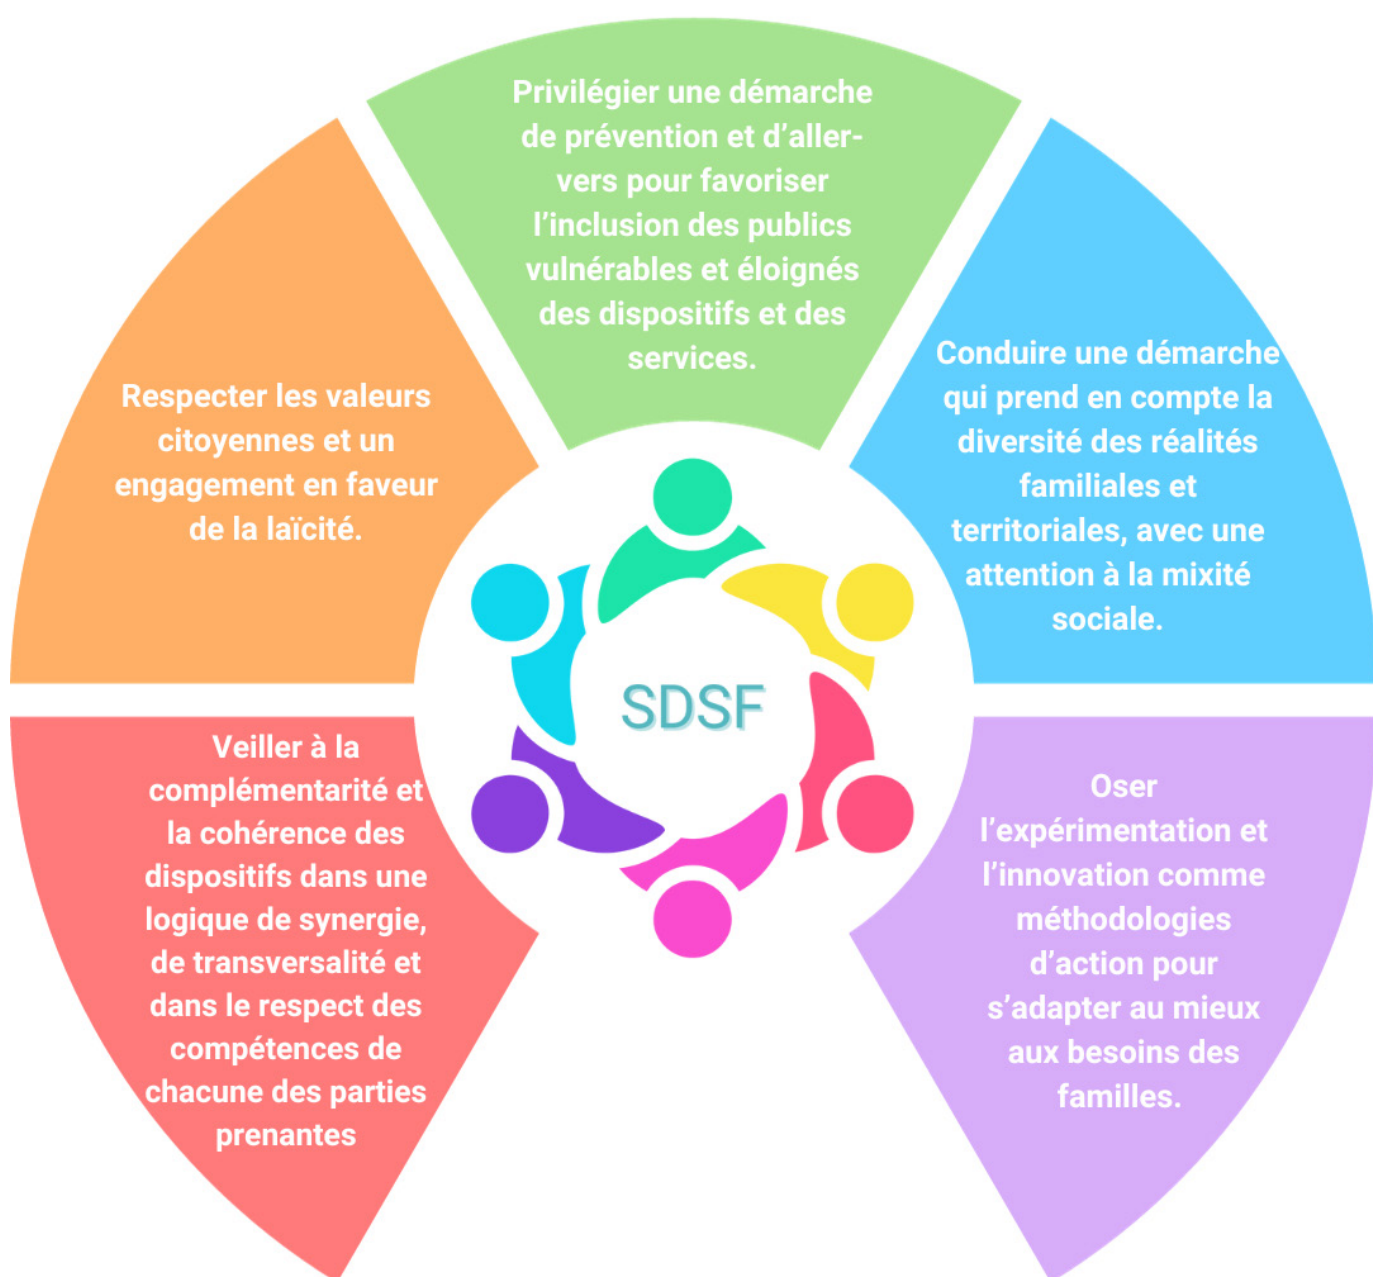 Privilégier une démarche
de prévention et d’aller-
vers pour favoriser
l’inclusion des publics
vulnérables et éloignés
des dispositifs et des
services.
Respecter les valeurs
citoyennes et un
engagement en faveur
de la laïcité.
Conduire une démarche
qui prend en compte la
diversité des réalités
familiales et
territoriales, avec une
attention à la mixité
sociale.
SDSF
Veiller à la
complémentarité et
la cohérence des
dispositifs dans une
logique de synergie,
de transversalité et
dans le respect des
compétences de
chacune des parties
prenantes
Oser
l’expérimentation et
l’innovation comme
méthodologies
d’action pour
s’adapter au mieux
aux besoins des
familles.